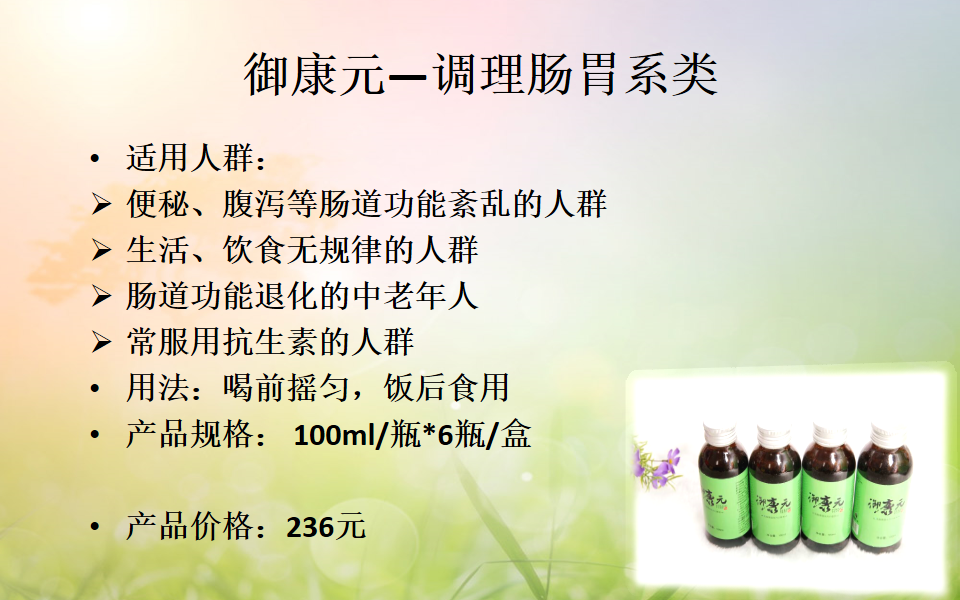 御康元—调理肠胃系类
• 适用人群：
➢ 便秘、腹泻等肠道功能紊乱的人群
➢ 生活、饮食无规律的人群
➢ 肠道功能退化的中老年人
➢ 常服用抗生素的人群
• 用法：喝前摇匀，饭后食用
• 产品规格： 100ml/瓶*6瓶/盒
• 产品价格：236元
康元
御康元
御康元
御康元